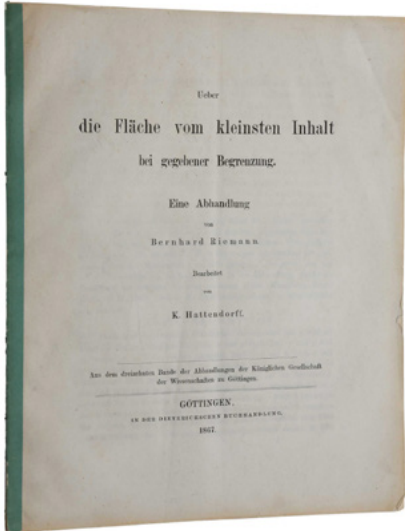 Ueber
die Fläche vom kleinsten Inhalt
bei gegebener Begrenzung.
Eine Abhandlung
von
Bernhard Riemann
Bearbeitet
von
K. Hattendorff.
Aus dem dreizehnten Bande der Abhandlungen der Königlichen Gesellschaft
der Wissenschaften zu Göttingen.
GÖTTINGEN,
IN DER DIETERICHSCHEN BUCHHANDLUNG.
1867.